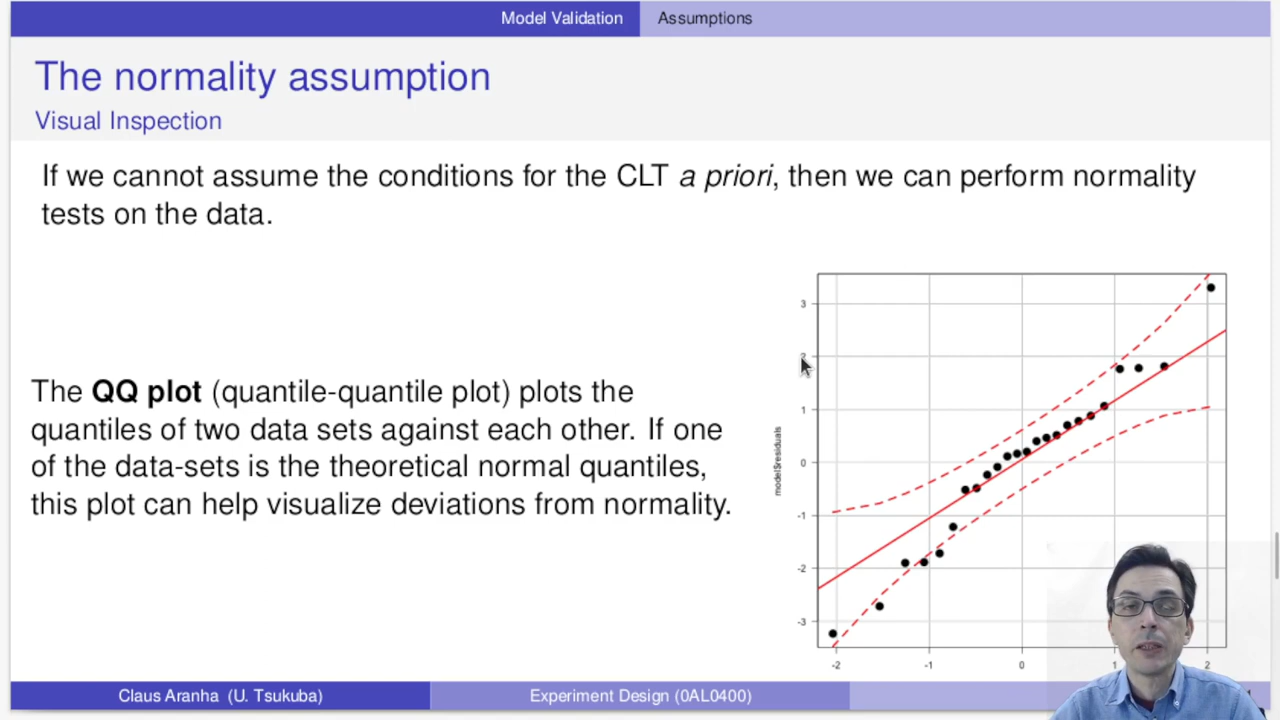 Model Validation
Assumptions
The normality assumption
Visual Inspection
If we cannot assume the conditions for the CLT a priori, then we can perform normality
tests on the data.
The QQ plot (quantile-quantile plot) plots the
quantiles of two data sets against each other. If one
of the data-sets is the theoretical normal quantiles,
this plot can help visualize deviations from normality.
3
2
1
0
-1
-2
-3
model$residuals
-2
-1
0
1
2
Claus Aranha (U. Tsukuba)
Experiment Design (0AL0400)